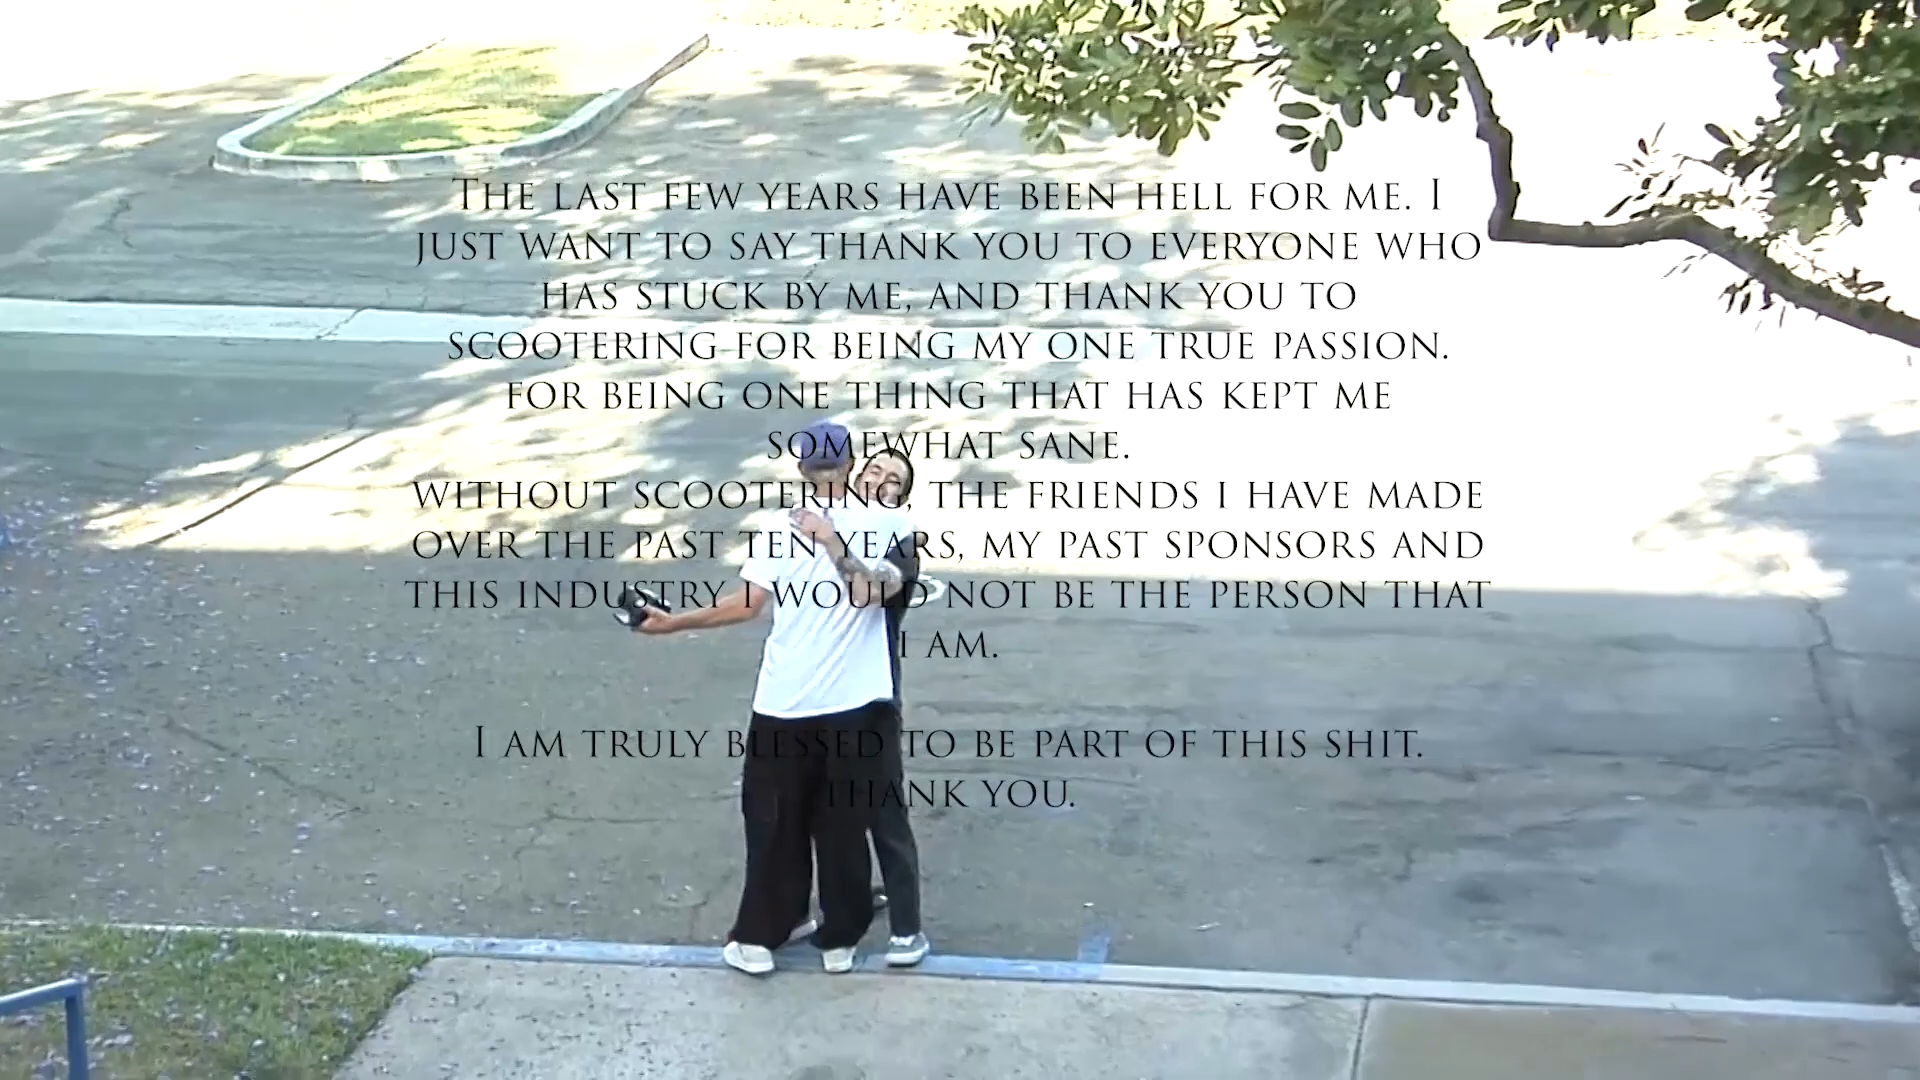 The last few years have been hell for me. I
just want to say thank you to everyone who
has stuck by me, and thank you to
scootering for being my one true passion.
for being one thing that has kept me
somewhat sane.
without scootering, the friends i have made
over the past ten years, my past sponsors and
this industry i would not be the person that
i am.
I am truly blessed to be part of this shit.
thank you.